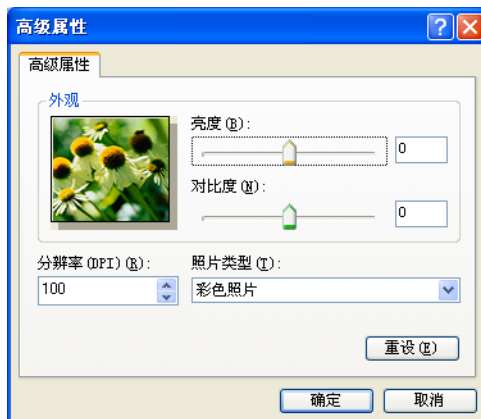 高级属性
高级属性
外观
亮度(B):
0
对比度(N):
0
分辨率(DPI)(R):
照片类型(T):
100
彩色照片
重设(E)
确定
取消